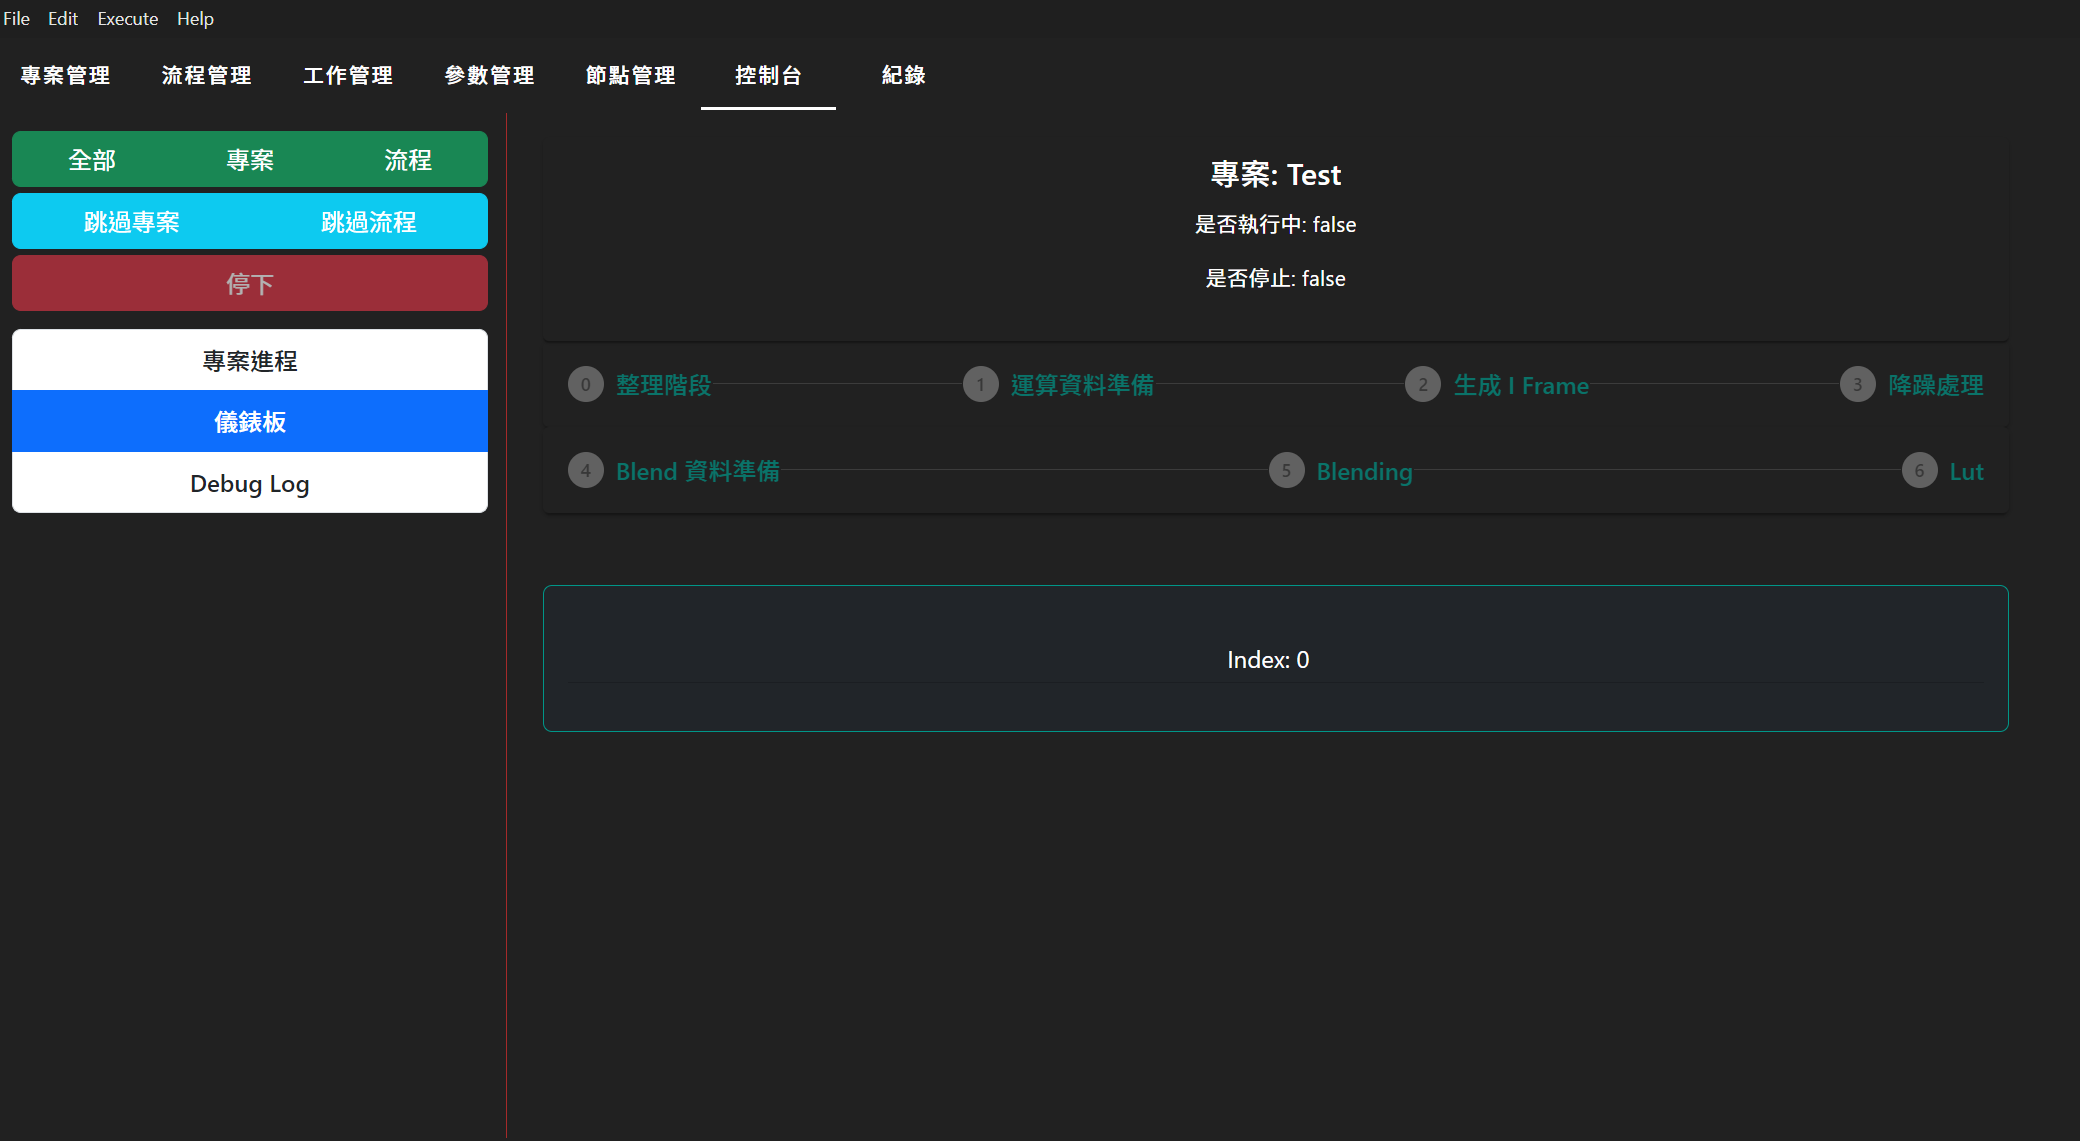 File Edit Execute Help
專案管理 流程管理 工作管理 參數管理 節點管理 控制台 紀錄
全部 專案 流程
跳過專案 跳過流程
停下
專案進程
儀錶板
Debug Log
專案: Test
是否執行中: false
是否停止: false
0 整理階段 1 運算資料準備 2 生成 I Frame 3 降躁處理
4 Blend 資料準備 5 Blending 6 Lut
Index: 0